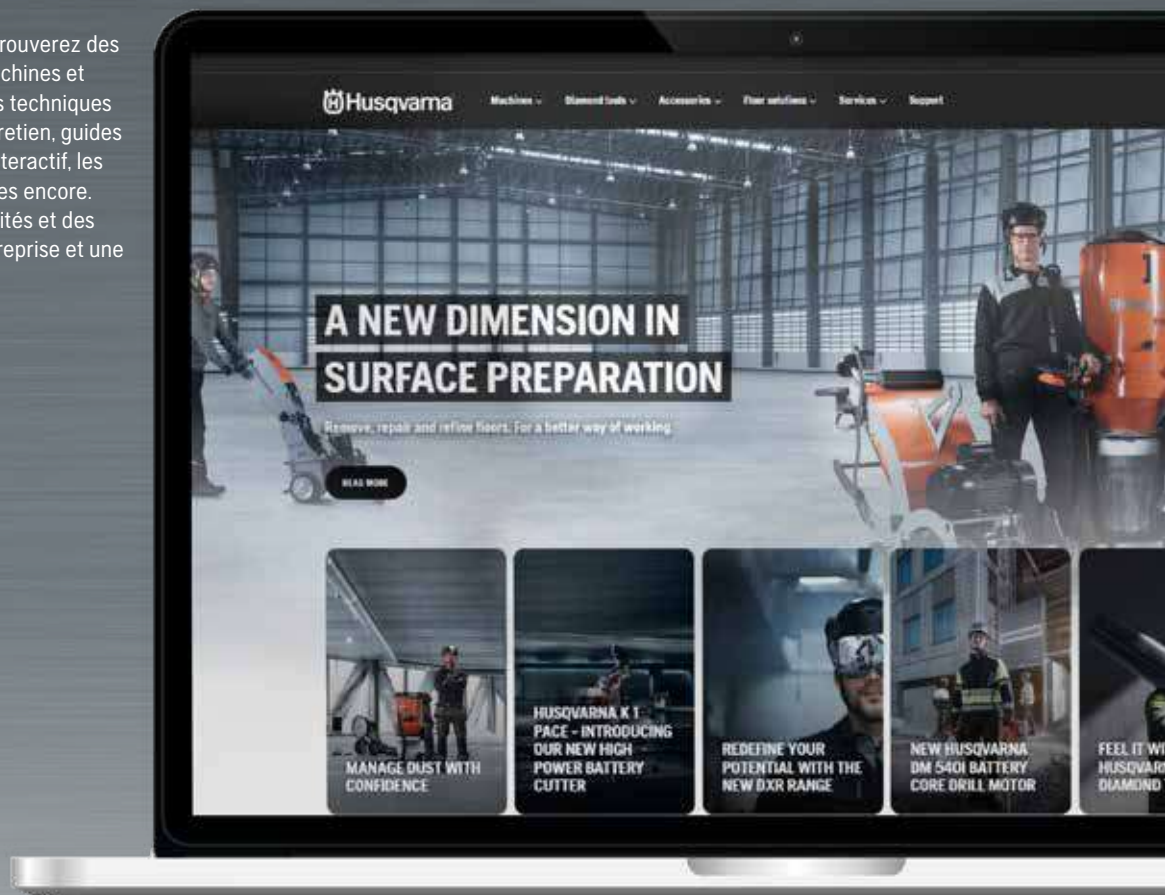 rouverez des
chines et
s techniques
retien, guides
teractif, les
es encore.
ités et des
reprise et une
Husqvarna
Machines
Diamond tools
Accessories
Floor solutions
Services
Support
A NEW DIMENSION IN
SURFACE PREPARATION
Remove, repair and refine floors. For a better way of working.
READ MORE
MANAGE DUST WITH
CONFIDENCE
HUSQVARNA K 1
PACE - INTRODUCING
OUR NEW HIGH
POWER BATTERY
CUTTER
REDEFINE YOUR
POTENTIAL WITH THE
NEW DXR RANGE
NEW HUSQVARNA
DM 540I BATTERY
CORE DRILL MOTOR
FEEL IT WI
HUSQVARN
DIAMOND